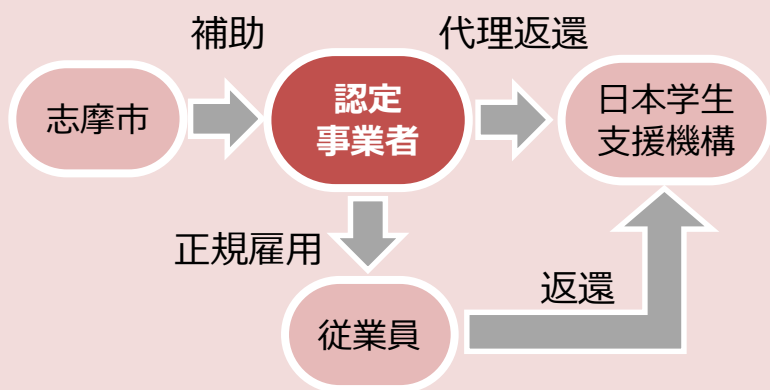 補助
代理返還
志摩市
認定
事業者
日本学生
支援機構
正規雇用
返還
従業員